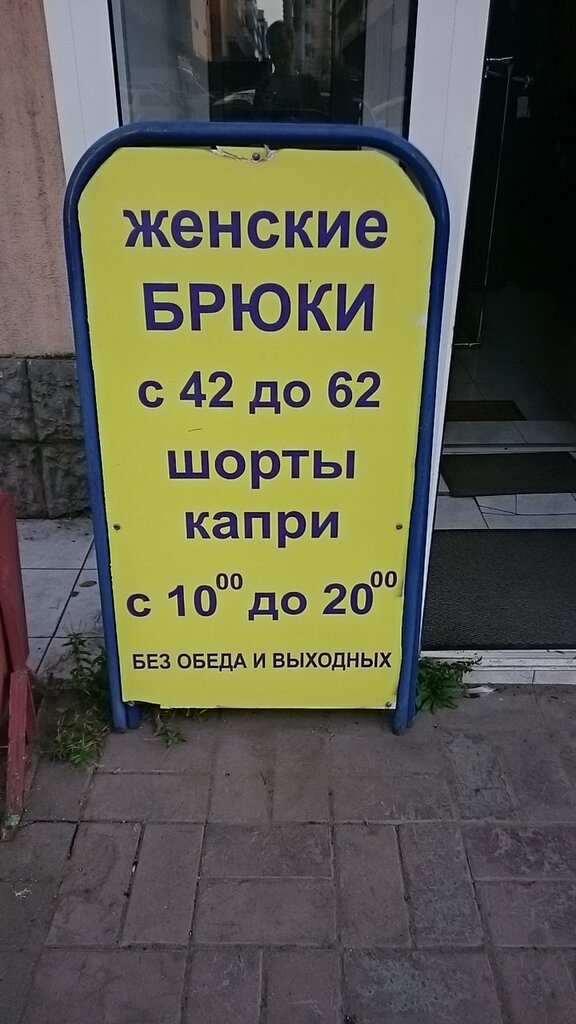 женские
БРЮКИ
с 42 до 62
шорты
капри
с 10⁰⁰ до 20⁰⁰
БЕЗ ОБЕДА И ВЫХОДНЫХ